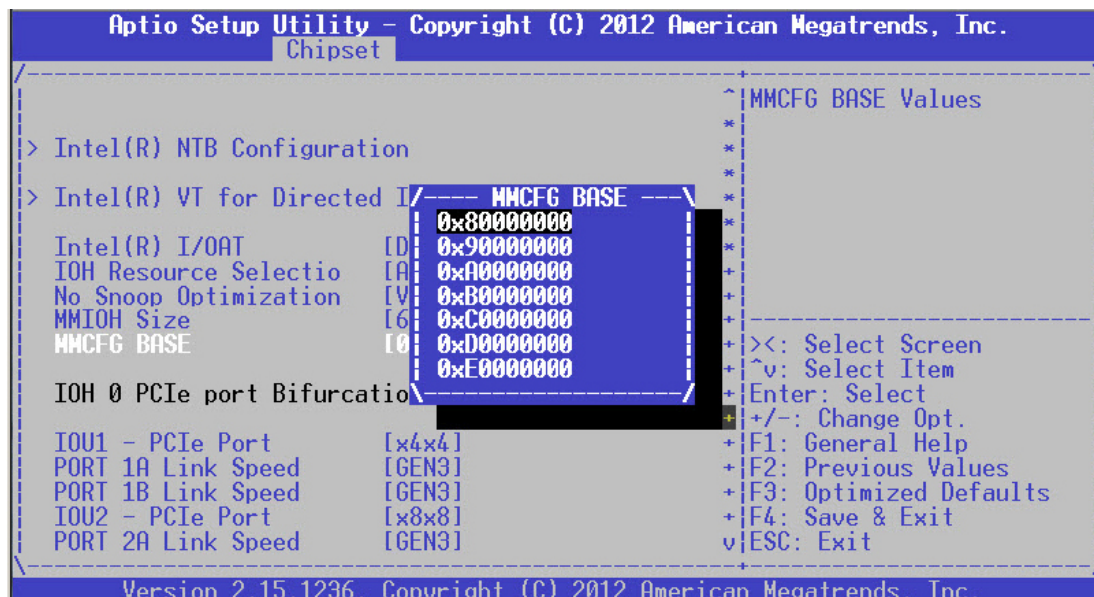 Aptio Setup Utility - Copyright (C) 2012 American Megatrends, Inc.
Chipset
MMCFG BASE Values
> Intel(R) NTB Configuration
> Intel(R) VT for Directed I
MMCFG BASE
0x80000000
0x90000000
0xA0000000
0xB0000000
0xC0000000
0xD0000000
0xE0000000
Intel(R) I/OAT [D
IOH Resource Selectio [A
No Snoop Optimization [V
MMIOH Size [6
MMCFG BASE [0
IOH 0 PCIe port Bifurcatio
IOU1 - PCIe Port [x4x4]
PORT 1A Link Speed [GEN3]
PORT 1B Link Speed [GEN3]
IOU2 - PCIe Port [x8x8]
PORT 2A Link Speed [GEN3]
><: Select Screen
^v: Select Item
Enter: Select
+/-: Change Opt.
F1: General Help
F2: Previous Values
F3: Optimized Defaults
F4: Save & Exit
ESC: Exit
Version 2.15.1236. Copyright (C) 2012 American Megatrends, Inc.